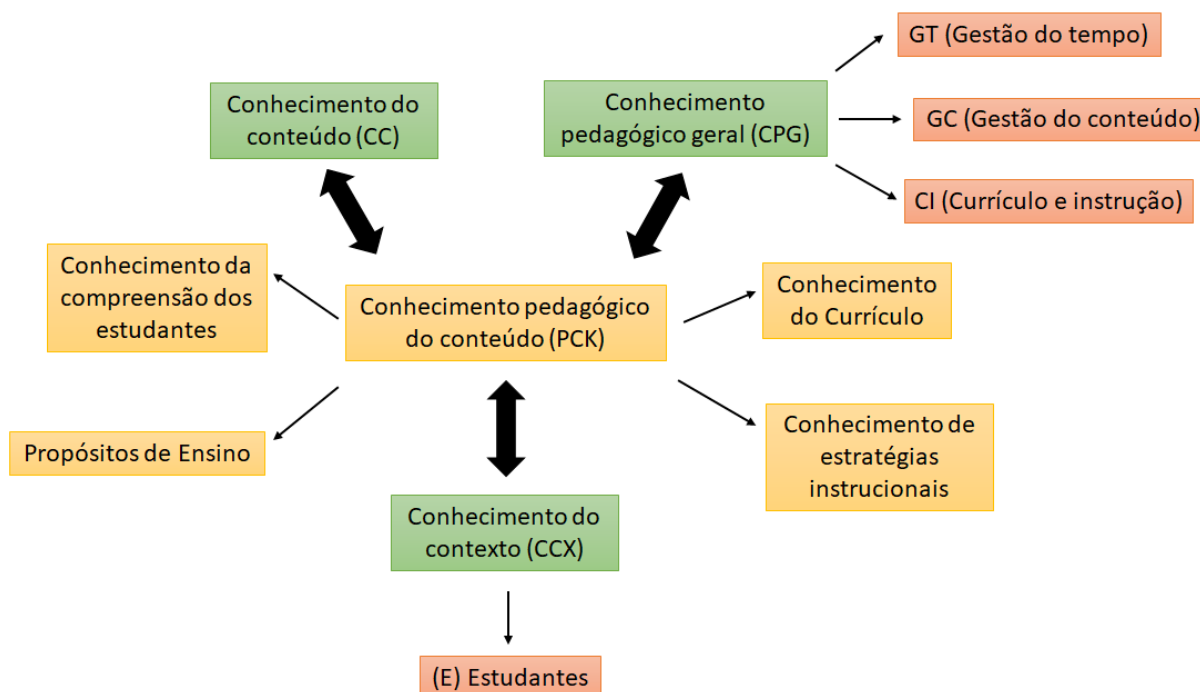 GT (Gestão do tempo)
Conhecimento do
conteúdo (CC)
Conhecimento
pedagógico geral (CPG)
GC (Gestão do conteúdo)
CI (Currículo e instrução)
Conhecimento da
compreensão dos
estudantes
Conhecimento pedagógico
do conteúdo (PCK)
Conhecimento
do Currículo
Propósitos de Ensino
Conhecimento de
estratégias
instrucionais
Conhecimento do
contexto (CCX)
(E) Estudantes